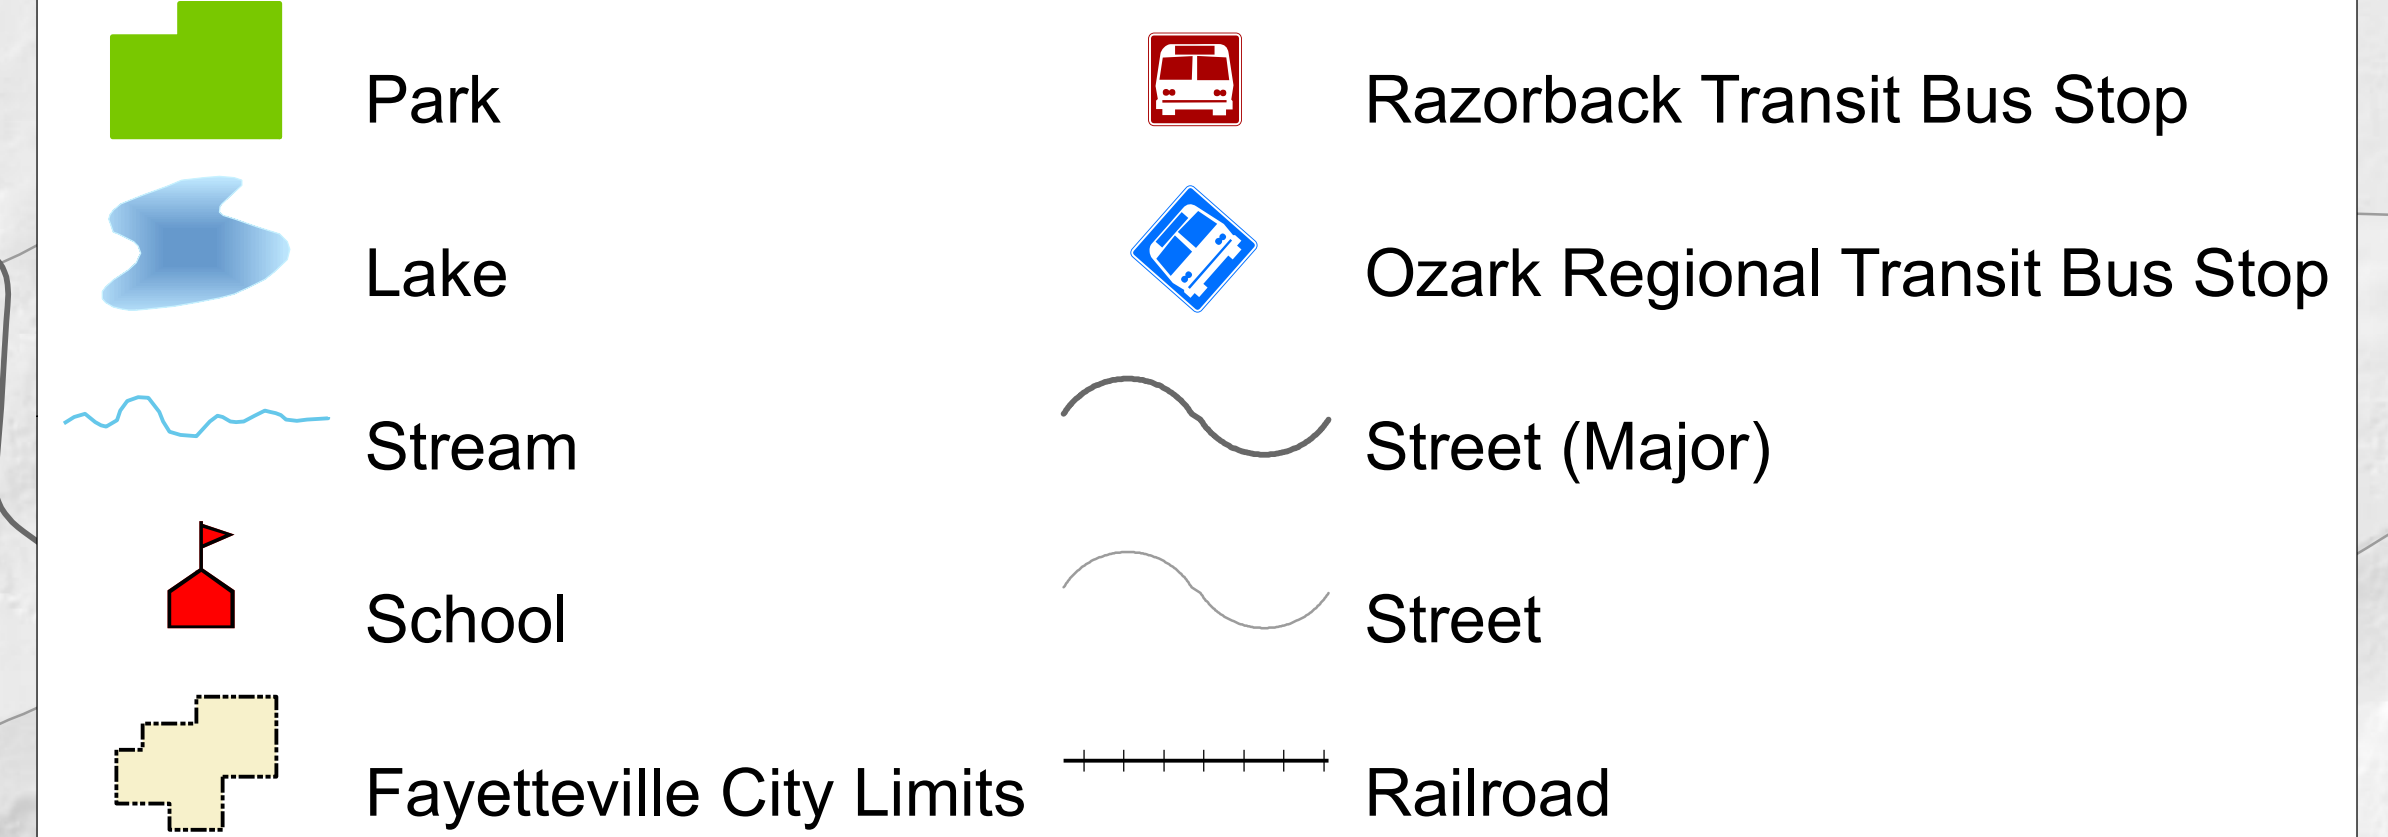 Park
Lake
Stream
School
Fayetteville City Limits
Razorback Transit Bus Stop
Ozark Regional Transit Bus Stop
Street (Major)
Street
Railroad